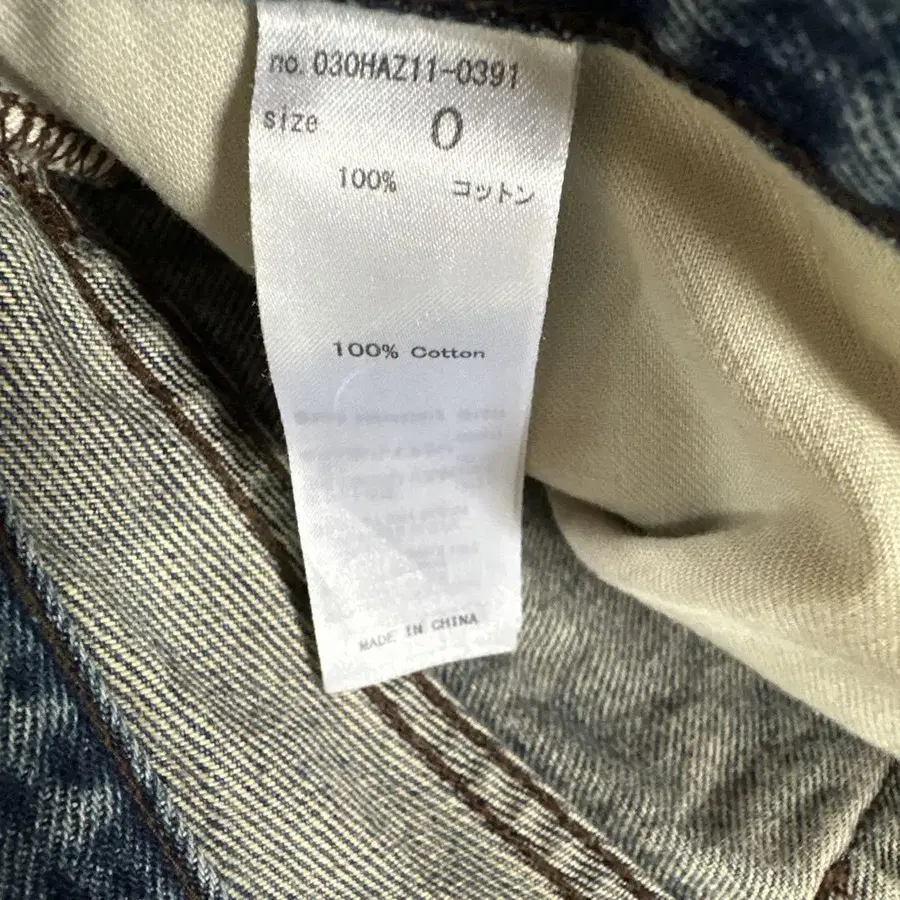 no. 030HAZ11-0391
size 0
100% コットン
100% Cotton
MADE IN CHINA